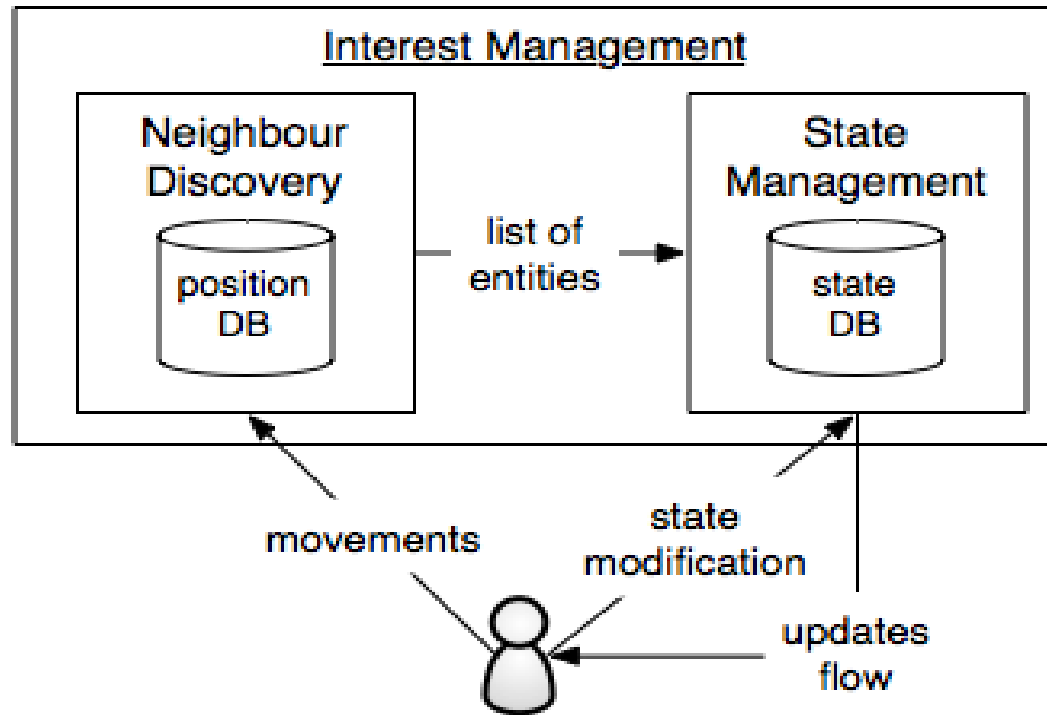 Interest Management
Neighbour
Discovery
position
DB
list of
entities
State
Management
state
DB
movements
state
modification
updates
flow